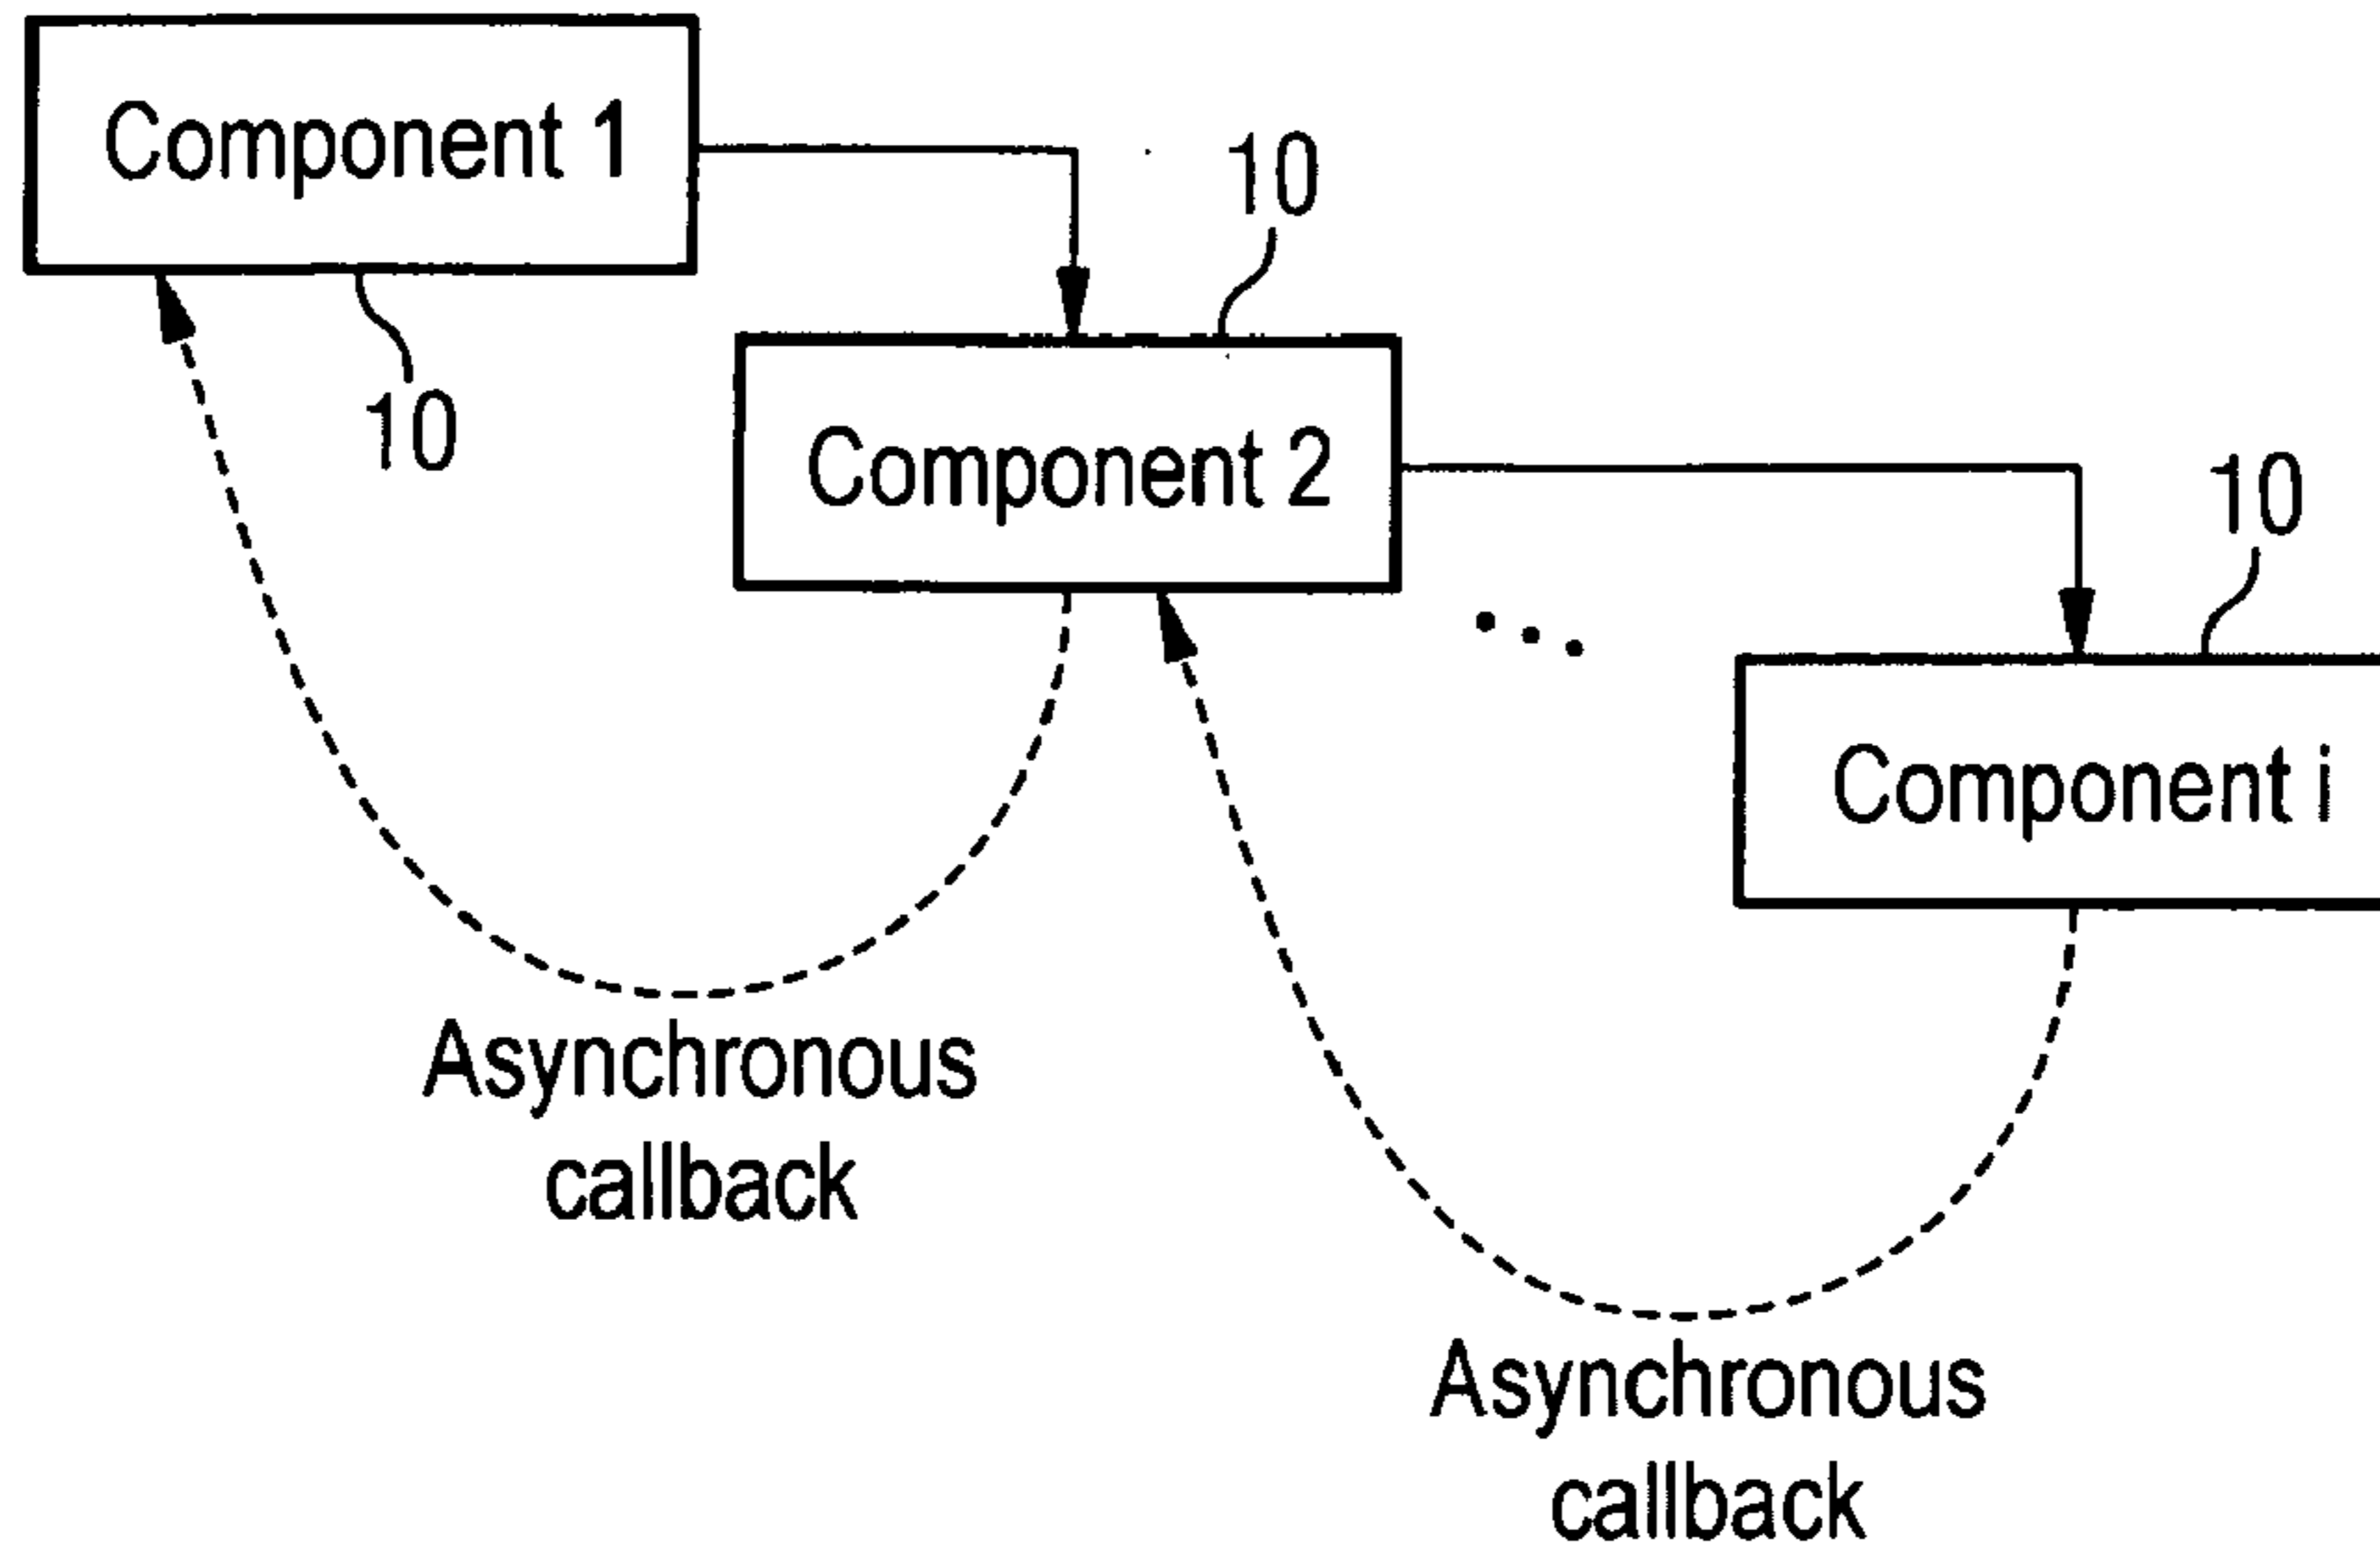 Component 1
10
10
Component 2
10
Component i
Asynchronous
callback
Asynchronous
callback